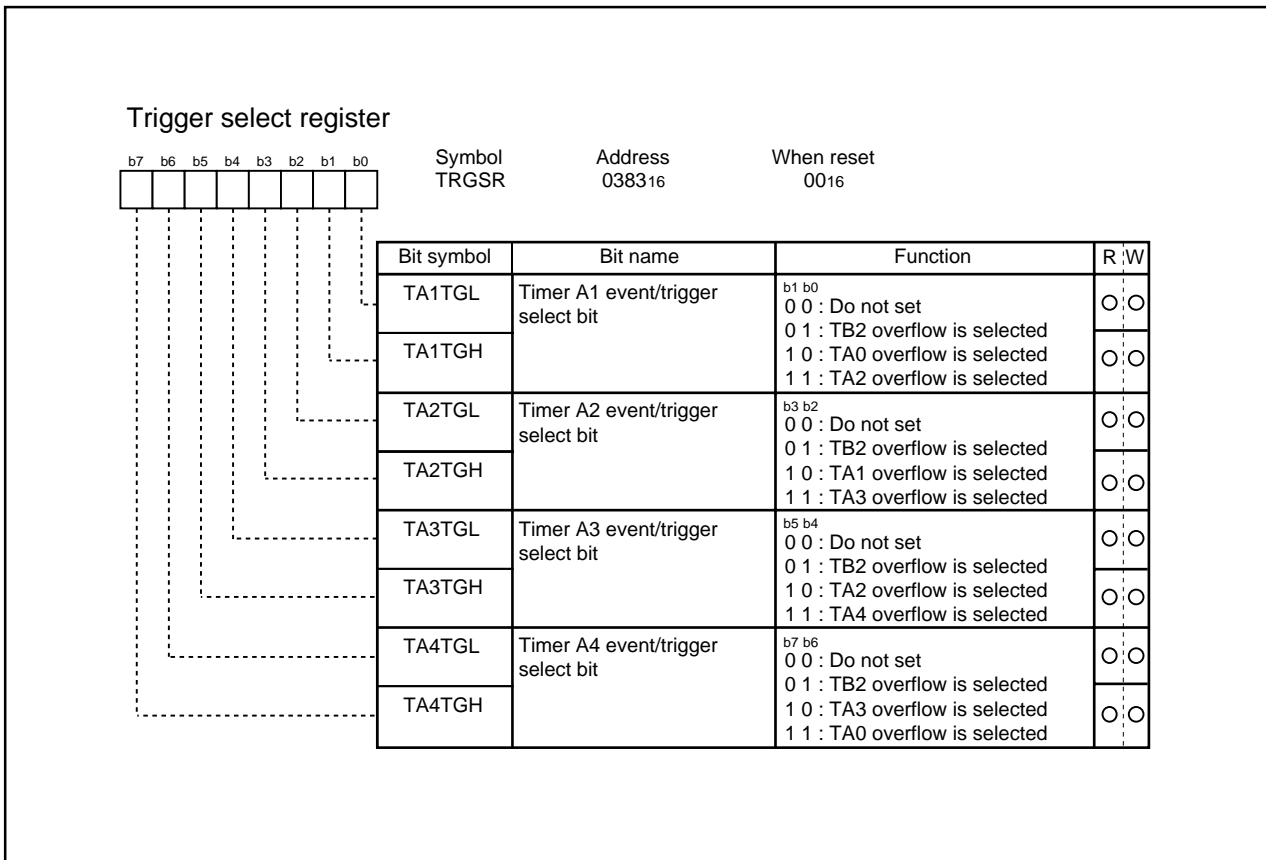 Trigger select register
b7 b6 b5 b4 b3 b2 b1 b0
Symbol Address When reset
TRGSR 038316 0016
Bit symbol Bit name Function R W
TA1TGL Timer A1 event/trigger select bit
b1 b0
0 0 : Do not set
0 1 : TB2 overflow is selected
TA1TGH
1 0 : TA0 overflow is selected
1 1 : TA2 overflow is selected
TA2TGL Timer A2 event/trigger select bit
b3 b2
0 0 : Do not set
0 1 : TB2 overflow is selected
TA2TGH
1 0 : TA1 overflow is selected
1 1 : TA3 overflow is selected
TA3TGL Timer A3 event/trigger select bit
b5 b4
0 0 : Do not set
0 1 : TB2 overflow is selected
TA3TGH
1 0 : TA2 overflow is selected
1 1 : TA4 overflow is selected
TA4TGL Timer A4 event/trigger select bit
b7 b6
0 0 : Do not set
0 1 : TB2 overflow is selected
TA4TGH
1 0 : TA3 overflow is selected
1 1 : TA0 overflow is selected